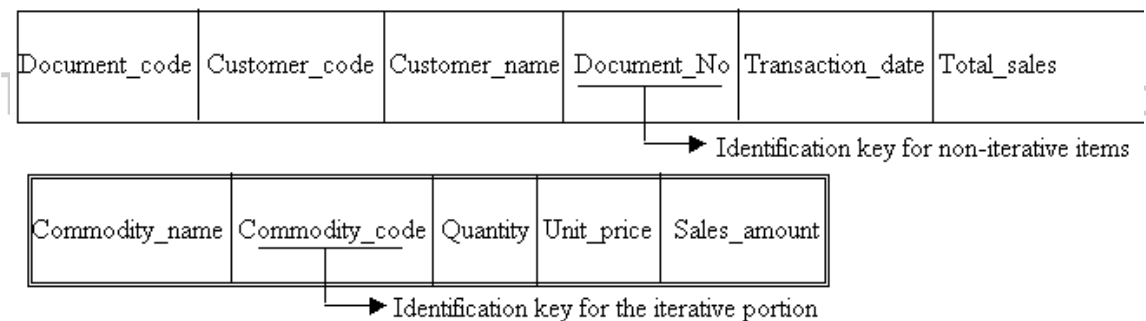 Document_code Customer_code Customer_name Document_No Transaction_date Total_sales
Identification key for non-iterative items
Commodity_name Commodity_code Quantity Unit_price Sales_amount
Identification key for the iterative portion